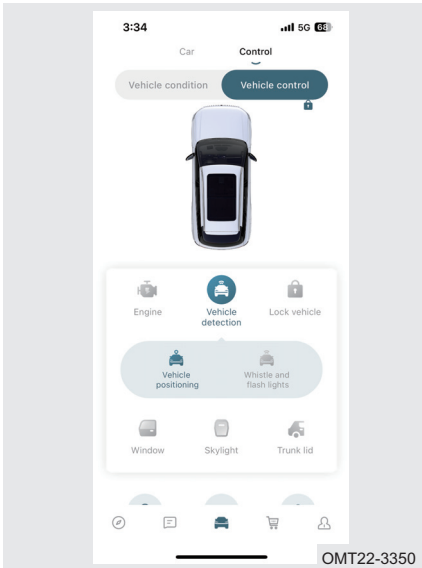 3:34 5G 68
Car Control
Vehicle condition Vehicle control
Engine Vehicle detection Lock vehicle
Vehicle positioning Whistle and flash lights
Window Skylight Trunk lid
OMT22-3350